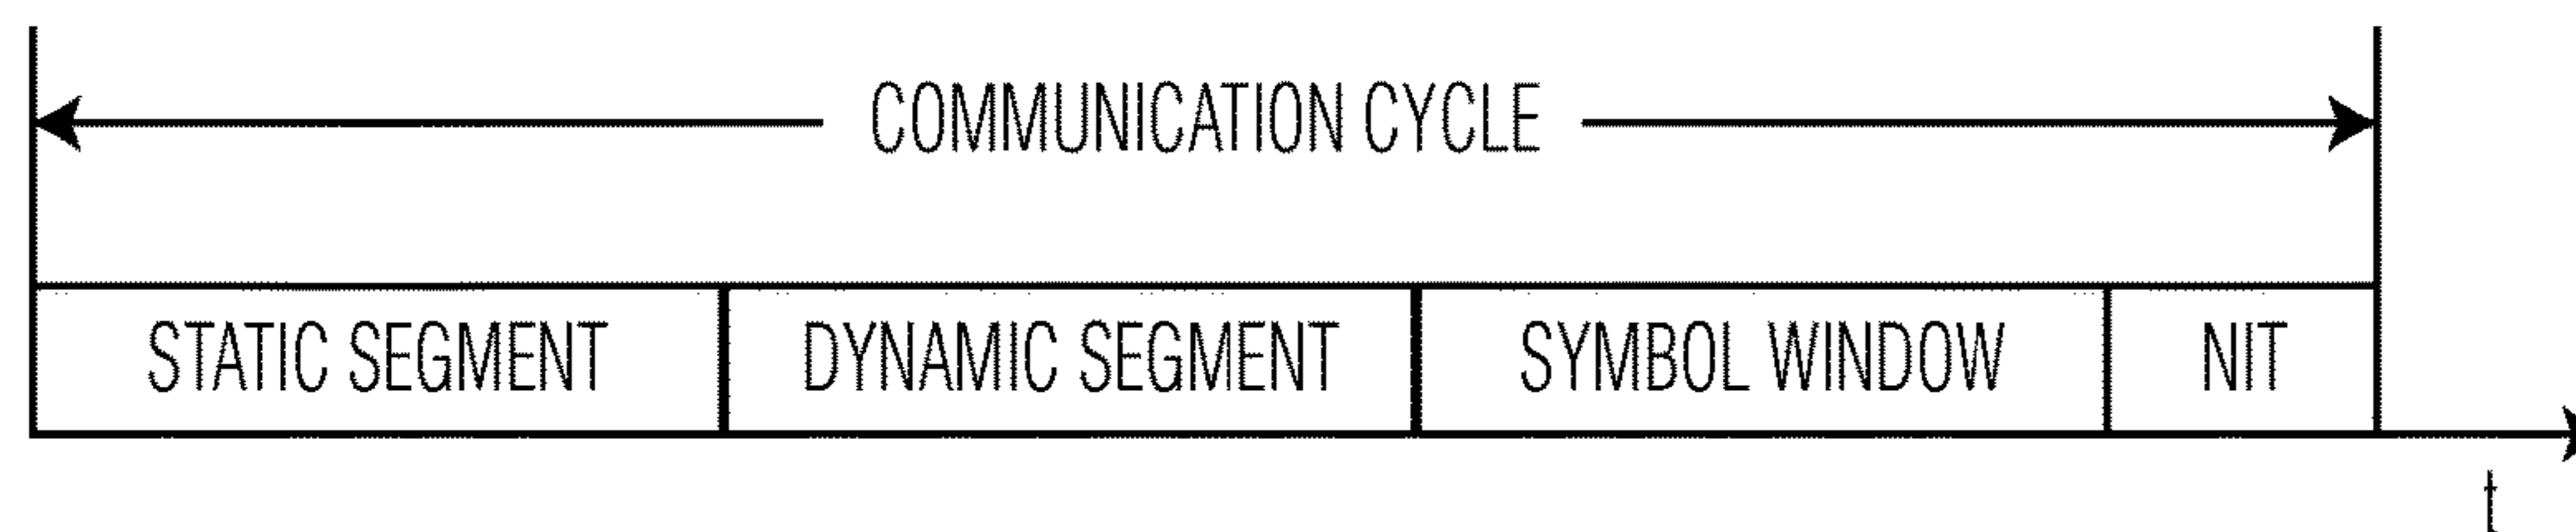 COMMUNICATION CYCLE
STATIC SEGMENT DYNAMIC SEGMENT SYMBOL WINDOW NIT
t